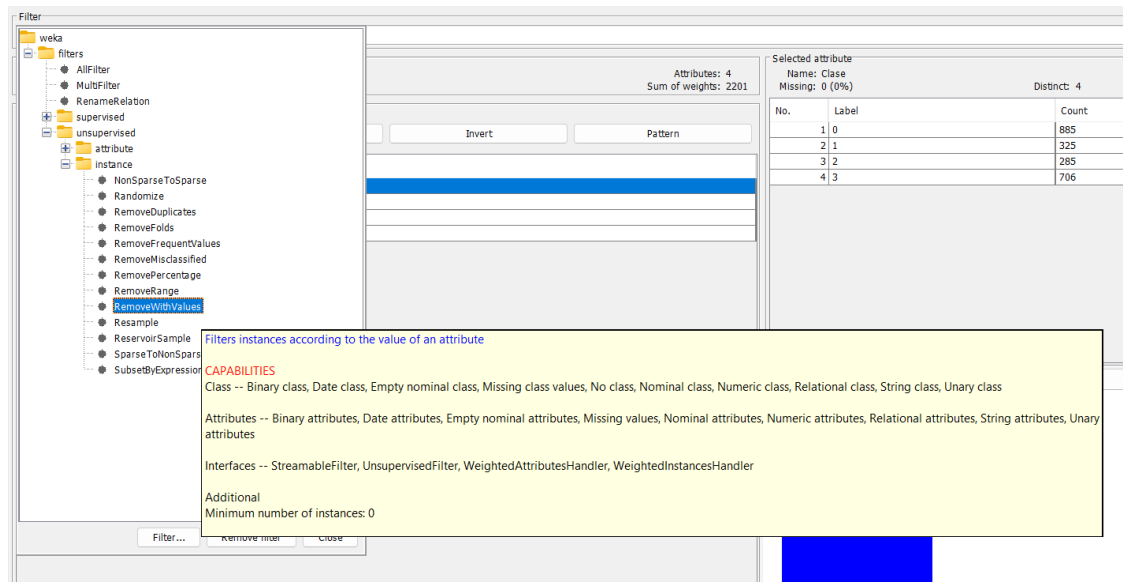 Filter
weka
filters
AllFilter
MultiFilter
RenameRelation
supervised
unsupervised
attribute
instance
NonSparseToSparse
Randomize
RemoveDuplicates
RemoveFolds
RemoveFrequentValues
RemoveMisclassified
RemovePercentage
RemoveRange
RemoveWithValues
Resample
ReservoirSample
SparseToNonSpars
SubsetByExpression
Filter...
Remove filter
Close
Attributes: 4
Sum of weights: 2201
Invert
Pattern
Selected attribute
Name: Clase
Missing: 0 (0%)
Distinct: 4
No. Label Count
1 0 885
2 1 325
3 2 285
4 3 706
Filters instances according to the value of an attribute
CAPABILITIES
Class -- Binary class, Date class, Empty nominal class, Missing class values, No class, Nominal class, Numeric class, Relational class, String class, Unary class
Attributes -- Binary attributes, Date attributes, Empty nominal attributes, Missing values, Nominal attributes, Numeric attributes, Relational attributes, String attributes, Unary
attributes
Interfaces -- StreamableFilter, UnsupervisedFilter, WeightedAttributesHandler, WeightedInstancesHandler
Additional
Minimum number of instances: 0